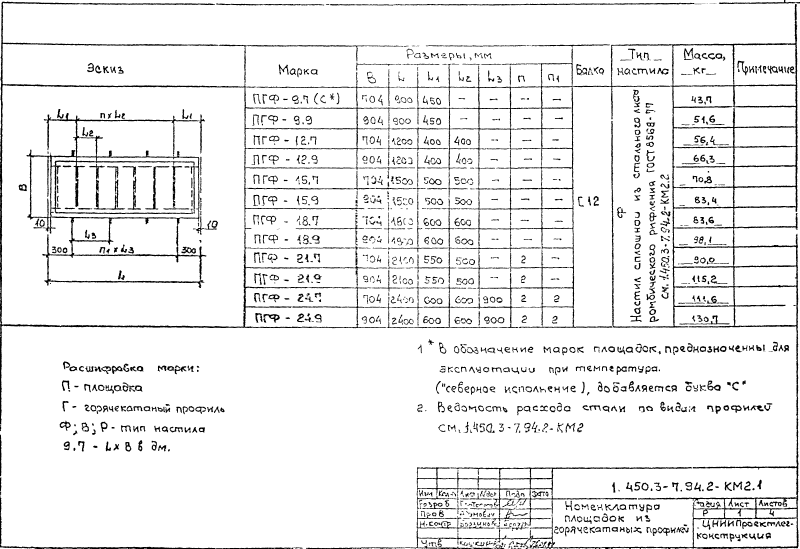 Эскиз Марка Размеры, мм Балка Тип настила Масса, кг Примечание
B L L1 L2 L3 п п1
ПГФ - 9.7 (С*) 704 900 450 — — — — 43,7
ПГФ - 9.9 904 900 450 — — — — 51,6
ПГФ - 12.7 704 1200 400 400 — — — 56,4
ПГФ - 12.9 904 1200 400 400 — — — 66,3
ПГФ - 15.7 704 1500 500 500 — — — 70,8
ПГФ - 15.9 904 1500 500 500 — — — 83,4
ПГФ - 18.7 704 1800 600 600 — — — 83,6
ПГФ - 18.9 904 1800 600 600 — — — 98,1
ПГФ - 21.7 704 2100 550 500 — 2 — 90,0
ПГФ - 21.9 904 2100 550 500 — 2 — 115,2
ПГФ - 24.7 704 2400 600 600 900 2 2 111,6
ПГФ - 24.9 904 2400 600 600 900 2 2 130,7
С12
Ф
Настил сплошной из стального листа
ромбического рифления ГОСТ 8568-77
см. 1.450.3-7.94.2-КМ2.2
L1 п x L2 L1
L2
B
10 10
L3
300 п1 x L3 300
L
Расшифровка марки:
П - площадка
Г - горячекатаный профиль
Ф; В; Р - тип настила
9.7 - L x B в дм.
1 * В обозначение марок площадок, предназначенны для
эксплуатации при температура.
("северное исполнение), добавляется буква "С"
2. Ведомость расхода стали по видам профилей
см. 1.450.3-7.94.2-КМ2
1.450.3-7.94.2-КМ2.1
Изм Кол. Лист №док Подп Дата
Разраб
Пров
Н.контр
Утв
Номенклатура
площадок из
горячекатаных профилей
Стадия Лист Листов
Р 1 4
ЦНИИПроектлег-
конструкция